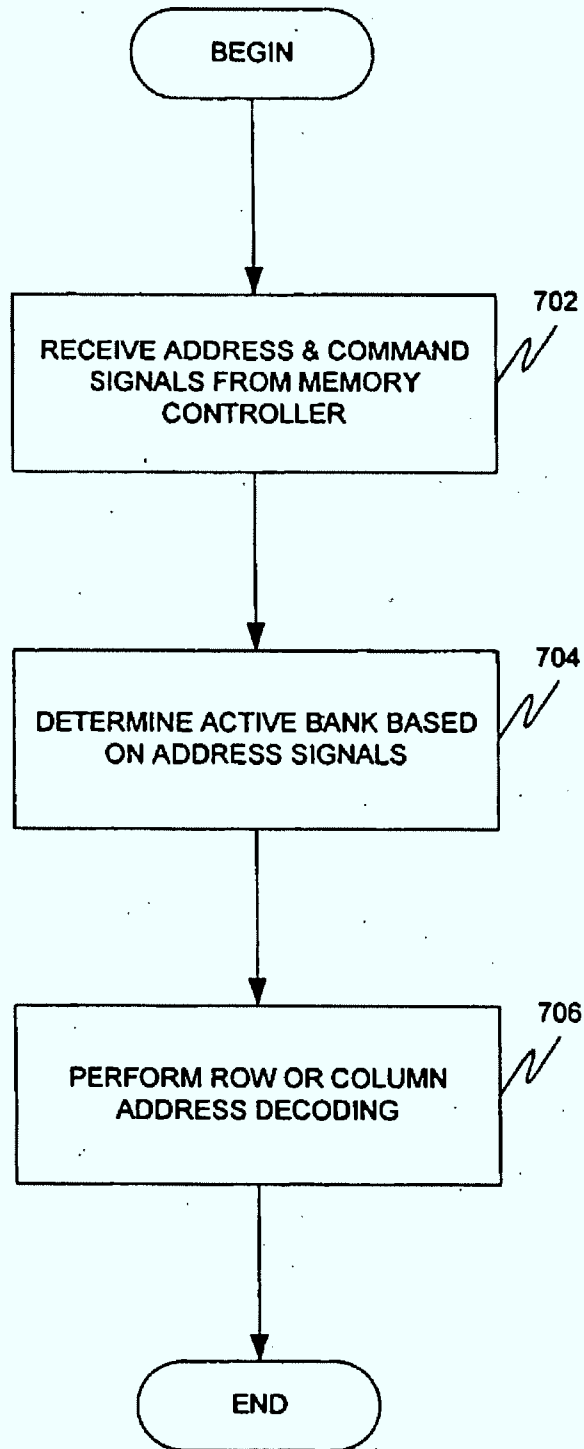 BEGIN
702
RECEIVE ADDRESS & COMMAND
SIGNALS FROM MEMORY
CONTROLLER
704
DETERMINE ACTIVE BANK BASED
ON ADDRESS SIGNALS
706
PERFORM ROW OR COLUMN
ADDRESS DECODING
END